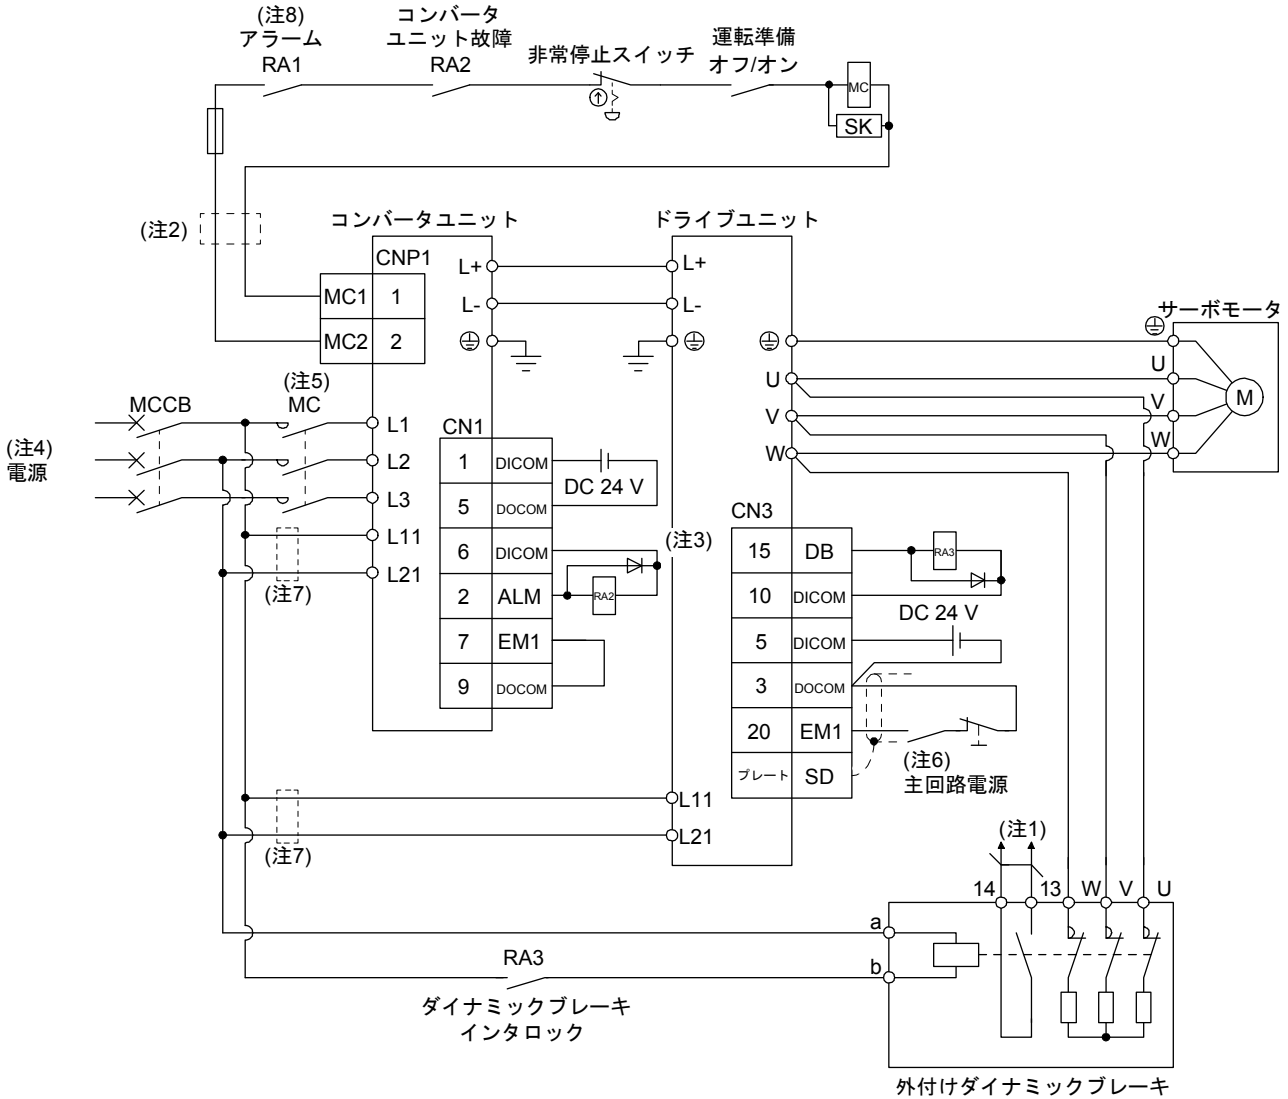 (注8)
アラーム
RA1
コンバータ
ユニット故障
RA2
非常停止スイッチ
運転準備
オフ/オン
MC
SK
(注2)
コンバータユニット
ドライブユニット
CNP1
MC1 1
MC2 2
L+
L-
L+
L-
サーボモータ
U
V
W
U
V
W
M
(注4)
電源
MCCB
(注5)
MC
L1
L2
L3
L11
L21
(注7)
CN1
1 DICOM
5 DOCOM
6 DICOM
2 ALM
7 EM1
9 DOCOM
DC 24 V
RA2
(注3)
CN3
15 DB
10 DICOM
5 DICOM
3 DOCOM
20 EM1
プレート SD
RA3
DC 24 V
(注6)
主回路電源
(注7)
L11
L21
(注1)
14 13 W V U
a
b
RA3
ダイナミックブレーキ
インタロック
外付けダイナミックブレーキ